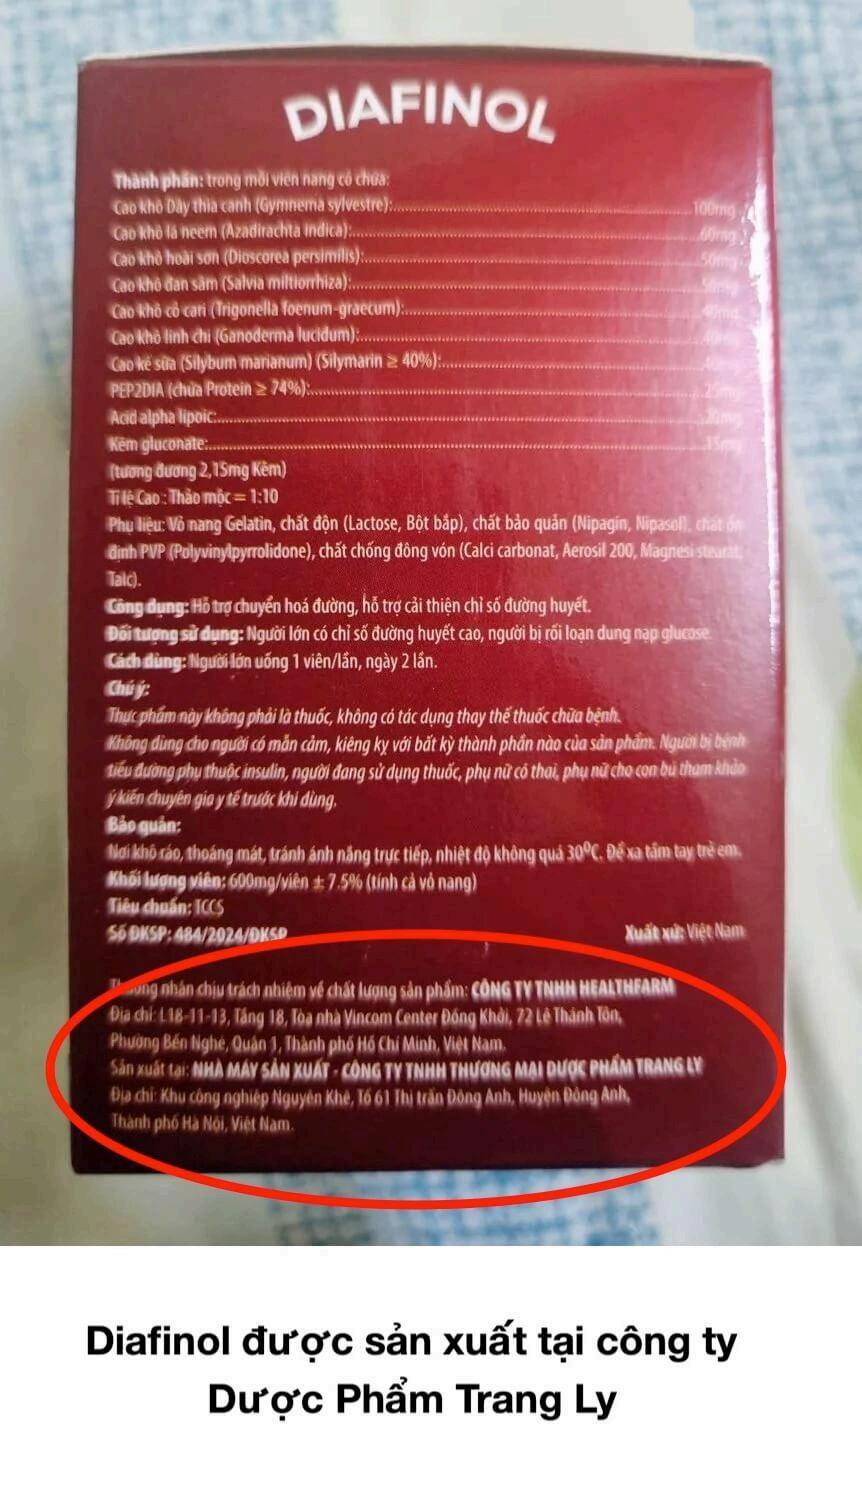 DIAFINOL
Thành phần: trong mỗi viên nang có chứa:
Cao khô Dây thìa canh (Gymnema sylvestre):...100mg
Cao khô lá neem (Azadirachta indica):...60mg
Cao khô hoài sơn (Dioscorea persimilis):...50mg
Cao khô đan sâm (Salvia miltiorrhiza):...50mg
Cao khô cỏ cari (Trigonella foenum-graecum):...40mg
Cao khô linh chi (Ganoderma lucidum):...
Cao kế sữa (Silybum marianum) (Silymarin ≥ 40%):...
PEP2DIA (chứa Protein ≥ 74%):...25mg
Acid alpha lipoic:...20mg
Kẽm gluconate:...15mg
(tương đương 2,15mg Kẽm)
Tỉ lệ Cao : Thảo mộc = 1:10
Phụ liệu: Vỏ nang Gelatin, chất độn (Lactose, Bột bắp), chất bảo quản (Nipagin, Nipasol), chất ổn
định PVP (Polyvinylpyrrolidone), chất chống đông vón (Calci carbonat, Aerosil 200, Magnesi stearat,
Talc).
Công dụng: Hỗ trợ chuyển hoá đường, hỗ trợ cải thiện chỉ số đường huyết.
Đối tượng sử dụng: Người lớn có chỉ số đường huyết cao, người bị rối loạn dung nạp glucose.
Cách dùng: Người lớn uống 1 viên/lần, ngày 2 lần.
Chú ý:
Thực phẩm này không phải là thuốc, không có tác dụng thay thế thuốc chữa bệnh.
Không dùng cho người có mẫn cảm, kiêng kỵ với bất kỳ thành phần nào của sản phẩm. Người bị bệnh
tiểu đường phụ thuộc insulin, người đang sử dụng thuốc, phụ nữ có thai, phụ nữ cho con bú tham khảo
ý kiến chuyên gia y tế trước khi dùng.
Bảo quản:
Nơi khô ráo, thoáng mát, tránh ánh nắng trực tiếp, nhiệt độ không quá 30⁰C. Để xa tầm tay trẻ em.
Khối lượng viên: 600mg/viên ± 7.5% (tính cả vỏ nang)
Tiêu chuẩn: TCCS
Số ĐKSP: 484/2024/ĐKSP Xuất xứ: Việt Nam
Thương nhân chịu trách nhiệm về chất lượng sản phẩm: CÔNG TY TNHH HEALTHFARM
Địa chỉ: L18-11-13, Tầng 18, Tòa nhà Vincom Center Đồng Khởi, 72 Lê Thánh Tôn,
Phường Bến Nghé, Quận 1, Thành phố Hồ Chí Minh, Việt Nam.
Sản xuất tại: NHÀ MÁY SẢN XUẤT - CÔNG TY TNHH THƯƠNG MẠI DƯỢC PHẨM TRANG LY
Địa chỉ: Khu công nghiệp Nguyên Khê, Tổ 61 Thị trấn Đông Anh, Huyện Đông Anh,
Thành phố Hà Nội, Việt Nam.
Diafinol được sản xuất tại công ty
Dược Phẩm Trang Ly